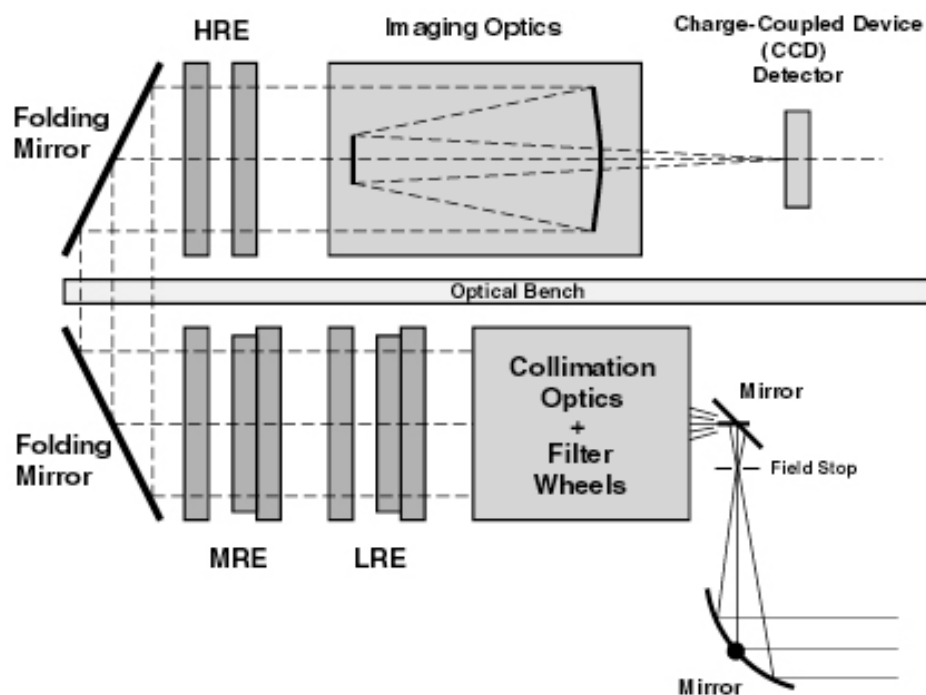 HRE
Imaging Optics
Charge-Coupled Device
(CCD)
Detector
Folding
Mirror
Optical Bench
Collimation
Optics
+
Filter
Wheels
Mirror
Field Stop
Folding
Mirror
MRE
LRE
Mirror